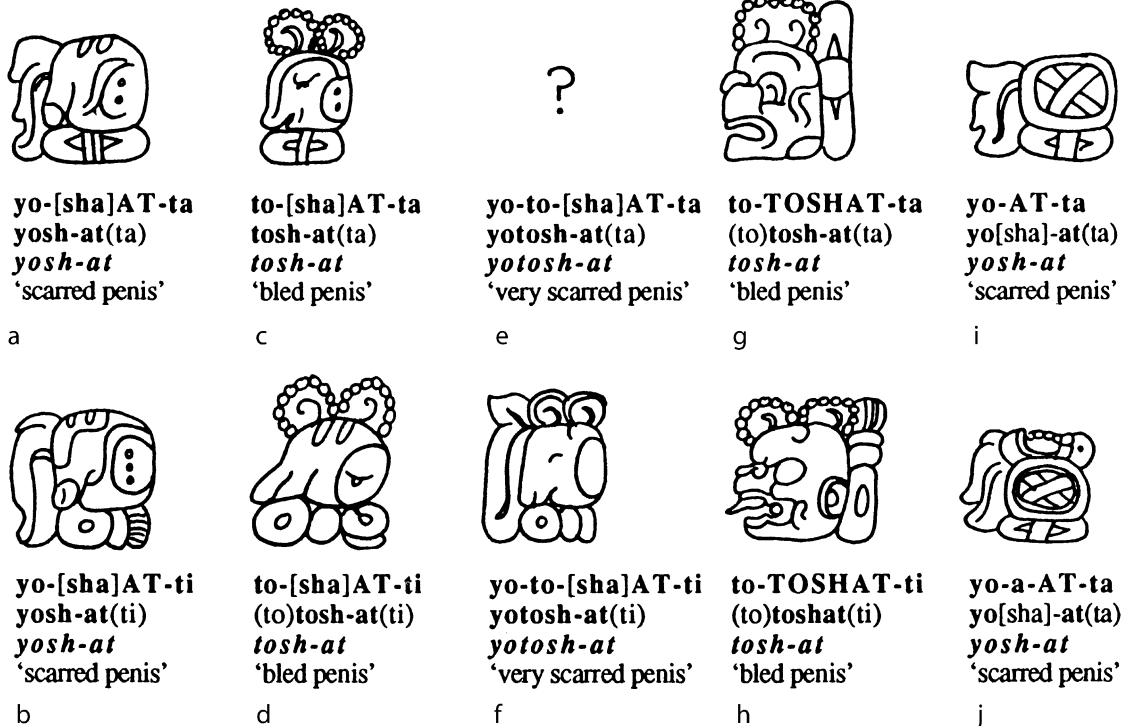 ?
yo-[sha]AT-ta
yosh-at(ta)
yosh-at
‘scarred penis’
a
to-[sha]AT-ta
tosh-at(ta)
tosh-at
‘bled penis’
c
yo-to-[sha]AT-ta
yotosh-at(ta)
yotosh-at
‘very scarred penis’
e
to-TOSHAT-ta
(to)tosh-at(ta)
tosh-at
‘bled penis’
g
yo-AT-ta
yo[sha]-at(ta)
yosh-at
‘scarred penis’
i
yo-[sha]AT-ti
yosh-at(ti)
yosh-at
‘scarred penis’
b
to-[sha]AT-ti
(to)tosh-at(ti)
tosh-at
‘bled penis’
d
yo-to-[sha]AT-ti
yotosh-at(ti)
yotosh-at
‘very scarred penis’
f
to-TOSHAT-ti
(to)toshat(ti)
tosh-at
‘bled penis’
h
yo-a-AT-ta
yo[sha]-at(ta)
yosh-at
‘scarred penis’
j